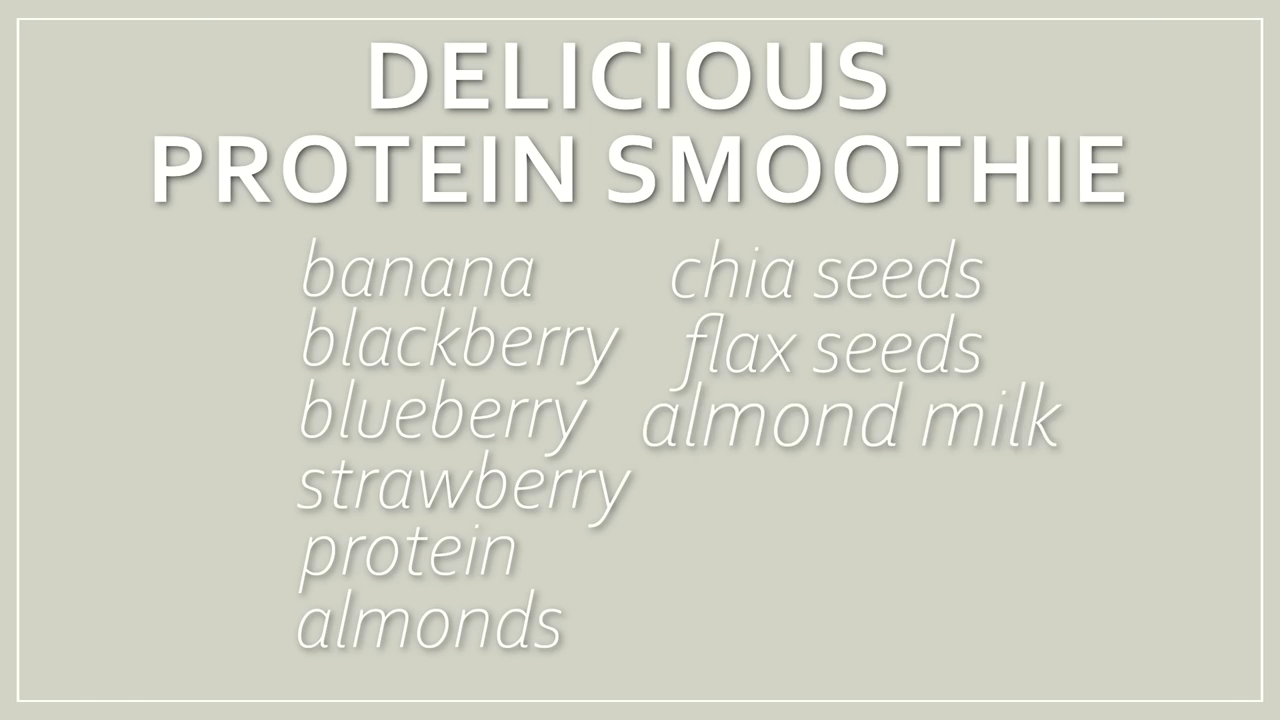 DELICIOUS
PROTEIN SMOOTHIE
banana
blackberry
blueberry
strawberry
protein
almonds
chia seeds
flax seeds
almond milk